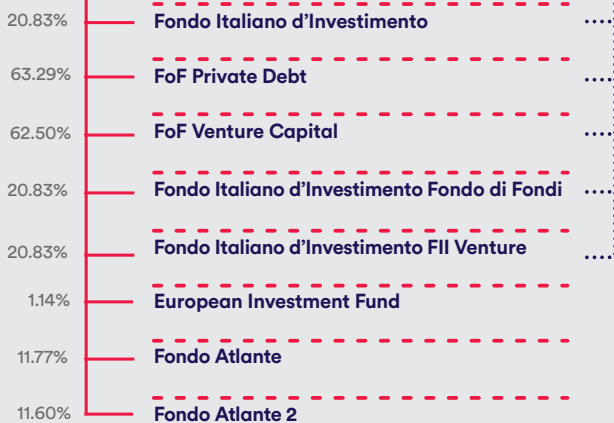 20.83% Fondo Italiano d’Investimento
63.29% FoF Private Debt
62.50% FoF Venture Capital
20.83% Fondo Italiano d’Investimento Fondo di Fondi
20.83% Fondo Italiano d’Investimento FII Venture
1.14% European Investment Fund
11.77% Fondo Atlante
11.60% Fondo Atlante 2